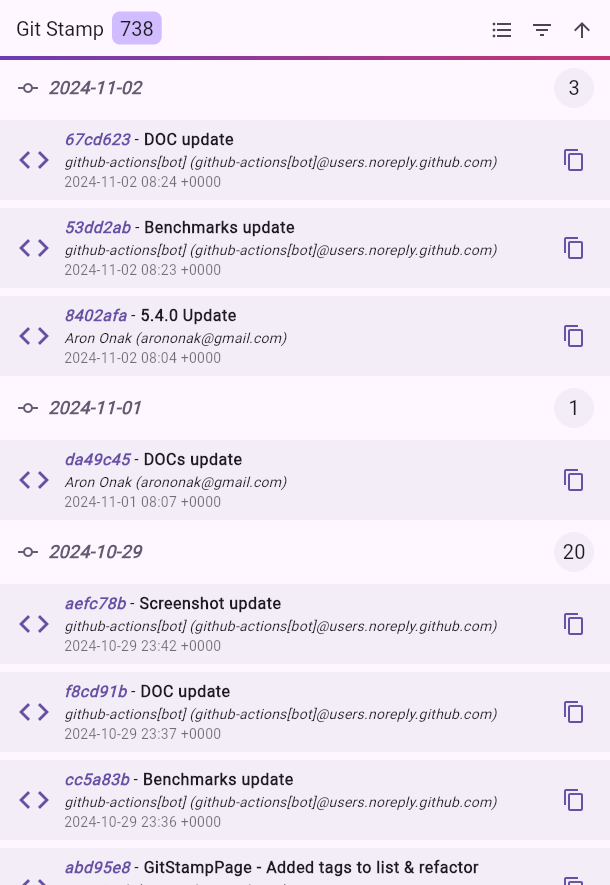 Git Stamp 738
2024-11-02 3
67cd623 - DOC update
github-actions[bot] (github-actions[bot]@users.noreply.github.com)
2024-11-02 08:24 +0000
53dd2ab - Benchmarks update
github-actions[bot] (github-actions[bot]@users.noreply.github.com)
2024-11-02 08:23 +0000
8402afa - 5.4.0 Update
Aron Onak (arononak@gmail.com)
2024-11-02 08:04 +0000
2024-11-01 1
da49c45 - DOCs update
Aron Onak (arononak@gmail.com)
2024-11-01 08:07 +0000
2024-10-29 20
aefc78b - Screenshot update
github-actions[bot] (github-actions[bot]@users.noreply.github.com)
2024-10-29 23:42 +0000
f8cd91b - DOC update
github-actions[bot] (github-actions[bot]@users.noreply.github.com)
2024-10-29 23:37 +0000
cc5a83b - Benchmarks update
github-actions[bot] (github-actions[bot]@users.noreply.github.com)
2024-10-29 23:36 +0000
abd95e8 - GitStampPage - Added tags to list & refactor